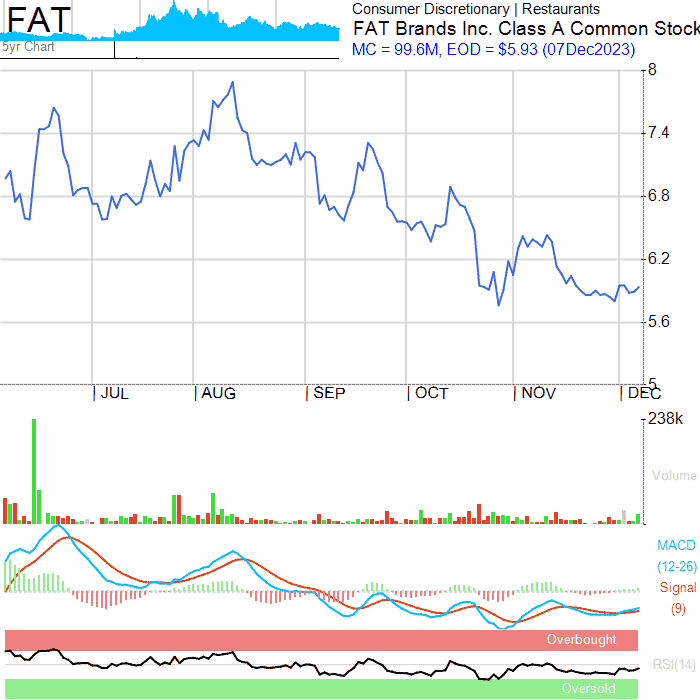 FAT
5yr Chart
Consumer Discretionary | Restaurants
FAT Brands Inc. Class A Common Stock
MC = 99.6M, EOD = $5.93 (07Dec2023)
8
7.4
6.8
6.2
5.6
5
JUL
AUG
SEP
OCT
NOV
DEC
238k
Volume
MACD
(12-26)
Signal
(9)
Overbought
RSI(14)
Oversold